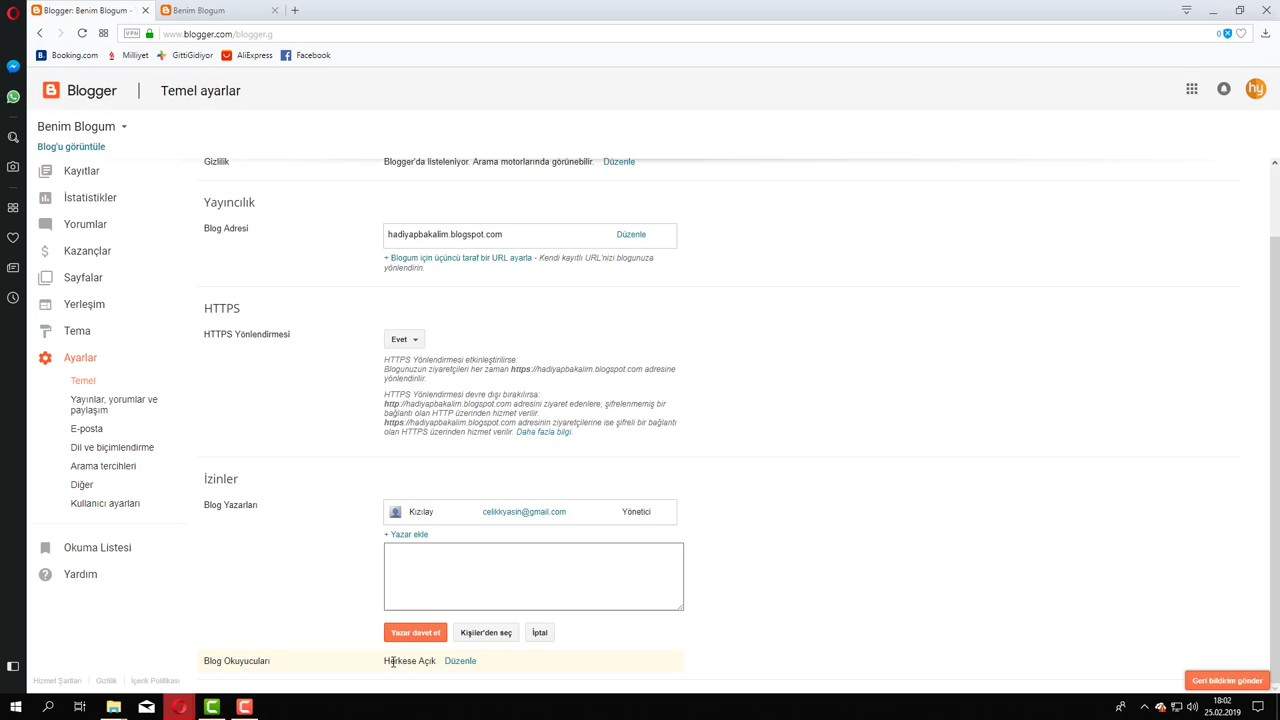 Blogger: Benim Blogum -
Benim Blogum
VPN
www.blogger.com/blogger.g
0
Booking.com
Milliyet
GittiGidiyor
AliExpress
Facebook
Blogger
Temel ayarlar
hy
Benim Blogum
Blog'u görüntüle
Kayıtlar
İstatistikler
Yorumlar
Kazançlar
Sayfalar
Yerleşim
Tema
Ayarlar
Temel
Yayınlar, yorumlar ve
paylaşım
E-posta
Dil ve biçimlendirme
Arama tercihleri
Diğer
Kullanıcı ayarları
Okuma Listesi
Yardım
Hizmet Şartları
Gizlilik
İçerik Politikası
Gizlilik
Blogger'da listeleniyor. Arama motorlarında görünebilir. Düzenle
Yayıncılık
Blog Adresi
hadiyapbakalim.blogspot.com
Düzenle
+ Blogum için üçüncü taraf bir URL ayarla - Kendi kayıtlı URL'nizi blogunuza
yönlendirin.
HTTPS
HTTPS Yönlendirmesi
Evet
HTTPS Yönlendirmesi etkinleştirilirse:
Blogunuzun ziyaretçileri her zaman https://hadiyapbakalim.blogspot.com adresine
yönlendirilir.
HTTPS Yönlendirmesi devre dışı bırakılırsa:
http://hadiyapbakalim.blogspot.com adresini ziyaret edenlere, şifrelenmemiş bir
bağlantı olan HTTP üzerinden hizmet verilir.
https://hadiyapbakalim.blogspot.com adresinin ziyaretçilerine ise şifreli bir bağlantı
olan HTTPS üzerinden hizmet verilir. Daha fazla bilgi.
İzinler
Blog Yazarları
Kızılay
celikkyasin@gmail.com
Yönetici
+ Yazar ekle
Yazar davet et
Kişiler'den seç
İptal
Blog Okuyucuları
Herkese Açık
Düzenle
Geri bildirim gönder
18:02
25.02.2019